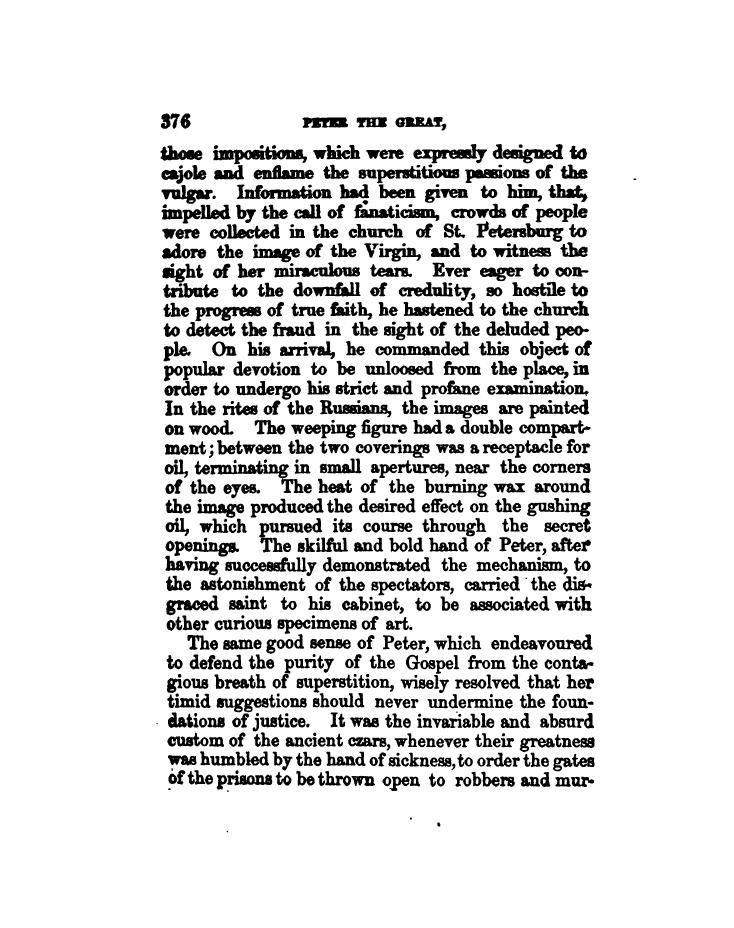 376 PETER THE GREAT,
those impositions, which were expressly designed to
cajole and enflame the superstitious passions of the
vulgar. Information had been given to him, that,
impelled by the call of fanaticism, crowds of people
were collected in the church of St. Petersburg to
adore the image of the Virgin, and to witness the
sight of her miraculous tears. Ever eager to con-
tribute to the downfall of credulity, so hostile to
the progress of true faith, he hastened to the church
to detect the fraud in the sight of the deluded peo-
ple. On his arrival, he commanded this object of
popular devotion to be unloosed from the place, in
order to undergo his strict and profane examination.
In the rites of the Russians, the images are painted
on wood. The weeping figure had a double compart-
ment; between the two coverings was a receptacle for
oil, terminating in small apertures, near the corners
of the eyes. The heat of the burning wax around
the image produced the desired effect on the gushing
oil, which pursued its course through the secret
openings. The skilful and bold hand of Peter, after
having successfully demonstrated the mechanism, to
the astonishment of the spectators, carried the dis-
graced saint to his cabinet, to be associated with
other curious specimens of art.
The same good sense of Peter, which endeavoured
to defend the purity of the Gospel from the conta-
gious breath of superstition, wisely resolved that her
timid suggestions should never undermine the foun-
dations of justice. It was the invariable and absurd
custom of the ancient czars, whenever their greatness
was humbled by the hand of sickness, to order the gates
of the prisons to be thrown open to robbers and mur-